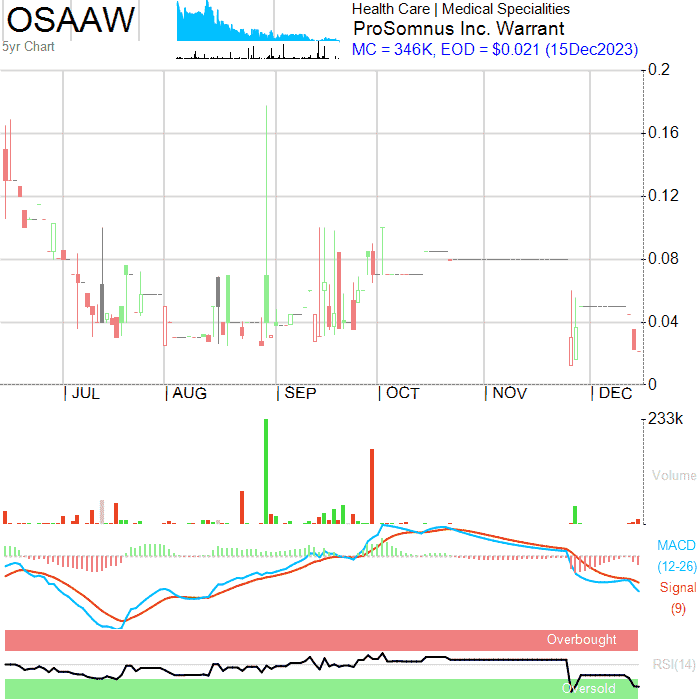 OSAAW
5yr Chart
Health Care | Medical Specialities
ProSomnus Inc. Warrant
MC = 346K, EOD = $0.021 (15Dec2023)
0.2
0.16
0.12
0.08
0.04
0
JUL AUG SEP OCT NOV DEC
233k
Volume
MACD
(12-26)
Signal
(9)
Overbought
RSI(14)
Oversold